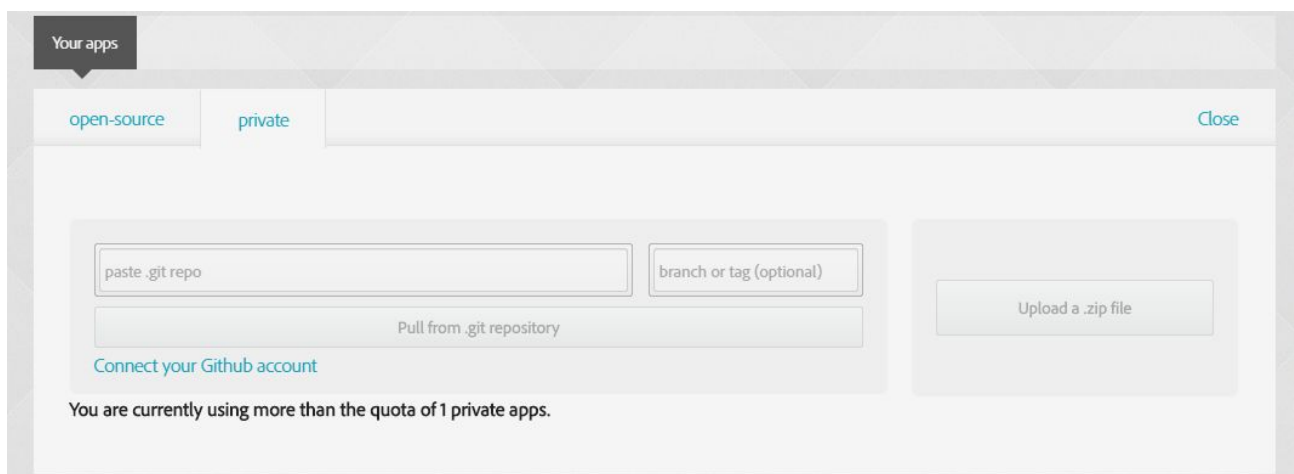 Your apps
open-source private Close
paste .git repo branch or tag (optional)
Pull from .git repository Upload a .zip file
Connect your Github account
You are currently using more than the quota of 1 private apps.